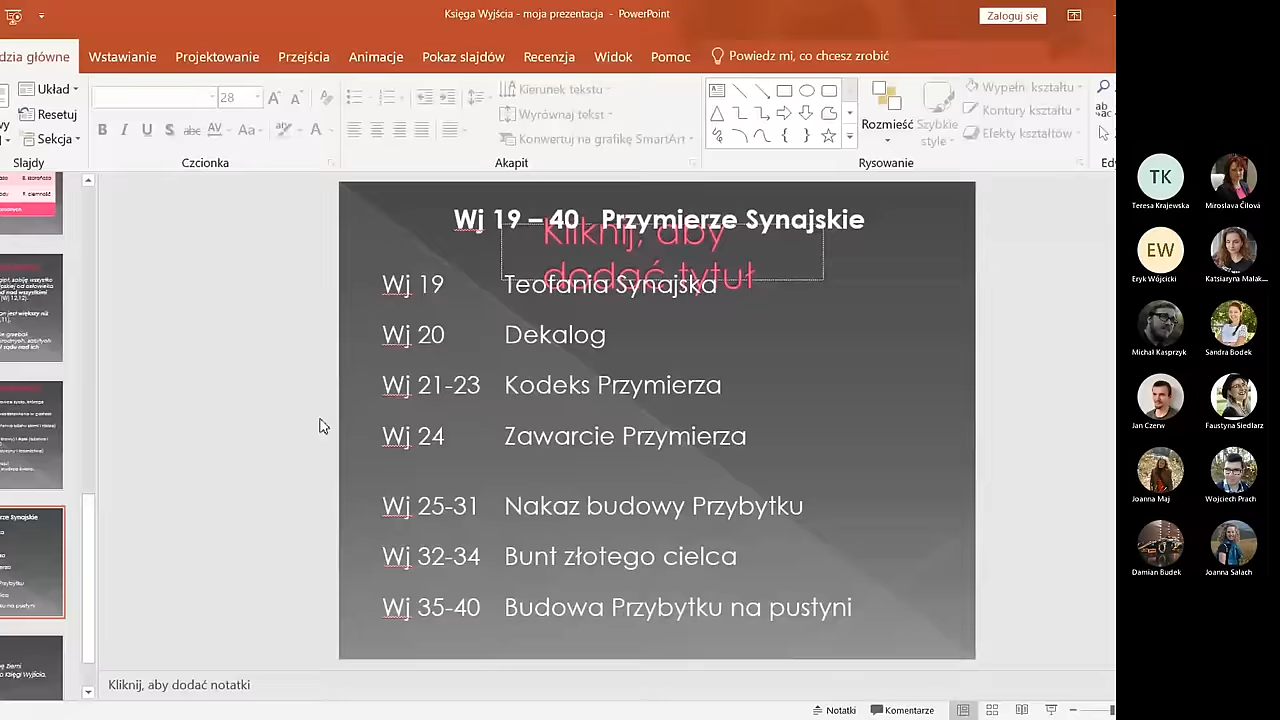 Księga Wyjścia - moja prezentacja - PowerPoint
Zaloguj się
dzia główne Wstawianie Projektowanie Przejścia Animacje Pokaz slajdów Recenzja Widok Pomoc Powiedz mi, co chcesz zrobić
Układ
Resetuj
Sekcja
Slajdy
28
Czcionka
Kierunek tekstu
Wyrównaj tekst
Konwertuj na grafikę SmartArt
Akapit
Rozmieść
Szybkie style
Wypełn. kształtu
Kontury kształtu
Efekty kształtów
Rysowanie
Wj 19 – 40 Przymierze Synajskie
Kliknij, aby
dodać tytuł
Wj 19 Teofania Synajska
Wj 20 Dekalog
Wj 21-23 Kodeks Przymierza
Wj 24 Zawarcie Przymierza
Wj 25-31 Nakaz budowy Przybytku
Wj 32-34 Bunt złotego cielca
Wj 35-40 Budowa Przybytku na pustyni
Kliknij, aby dodać notatki
Notatki Komentarze
TK
Teresa Krajewska
Miroslava Čilová
EW
Eryk Wójcicki
Katsiaryna Malak...
Michał Kasprzyk
Sandra Bodek
Jan Czerw
Faustyna Siedlarz
Joanna Maj
Wojciech Prach
Damian Budek
Joanna Sałach